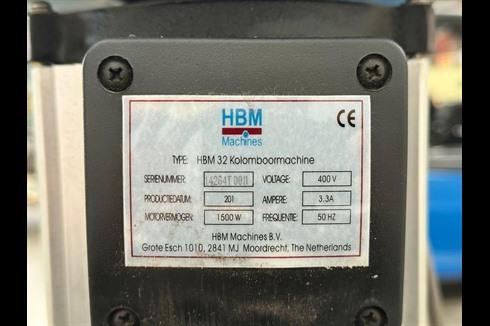 HBM
Machines
CE
TYPE: HBM 32 Kolomboormachine
SERIENUMMER: VOLTAGE: 400 V
PRODUCTIEDATUM: 201 AMPERE: 3.3A
MOTORVERMOGEN: 1500 W FREQUENTIE: 50 HZ
HBM Machines B.V.
Grote Esch 1010, 2841 MJ Moordrecht, The Netherlands